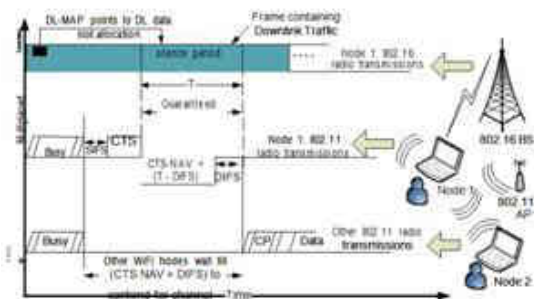 DL-MAP points to DL data
slot allocation
Frame containing
Downlink Traffic
silence period
Node 1: 802.16
radio transmissions
T
Guaranteed
802.16 BS
Busy
SIFS
CTS
Node 1: 802.11
radio transmissions
CTS-NAV =
(T - DIFS)
DIFS
Node 1
802.11
AP
Busy
CP
Data
Other 802.11 radio
transmissions
Other WiFi nodes wait till
(CTS NAV + DIFS) to
contend for channel
Time
Node 2